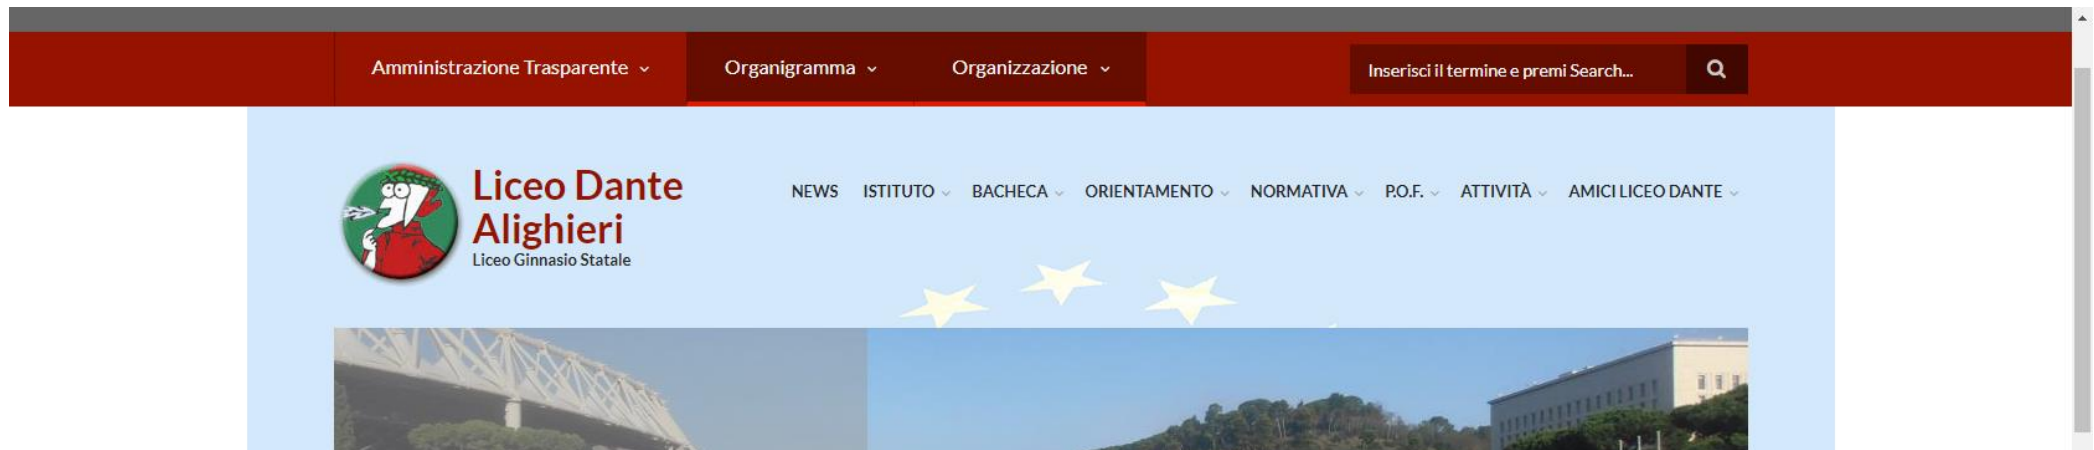 Amministrazione Trasparente
Organigramma
Organizzazione
Inserisci il termine e premi Search...
Liceo Dante
Alighieri
Liceo Ginnasio Statale
NEWS ISTITUTO BACHECA ORIENTAMENTO NORMATIVA P.O.F. ATTIVITÀ AMICI LICEO DANTE